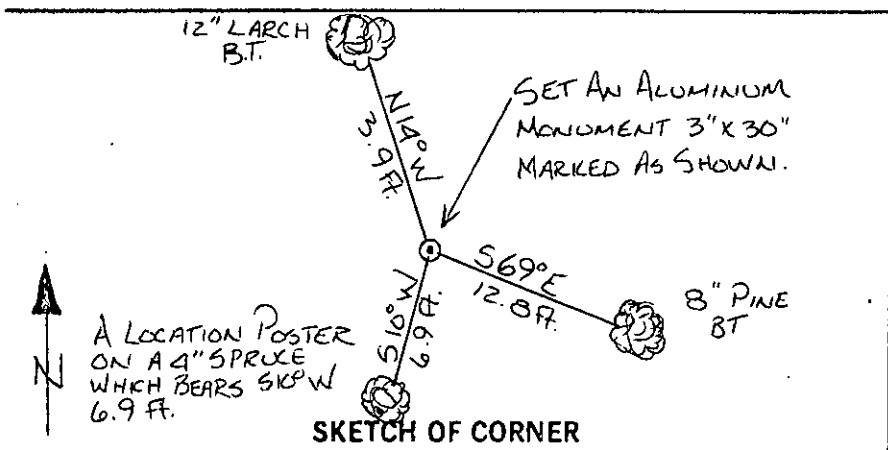 12" LARCH
B.T.
N14°W
3.9 Ft.
SET AN ALUMINIUM
MONUMENT 3" X 30"
MARKED AS SHOWN.
S69°E
12.8 Ft.
8" PINE
BT
S10°W
6.9 Ft.
N
A LOCATION POSTER
ON A 4" SPRUCE
WHICH BEARS S10°W
6.9 Ft.
SKETCH OF CORNER